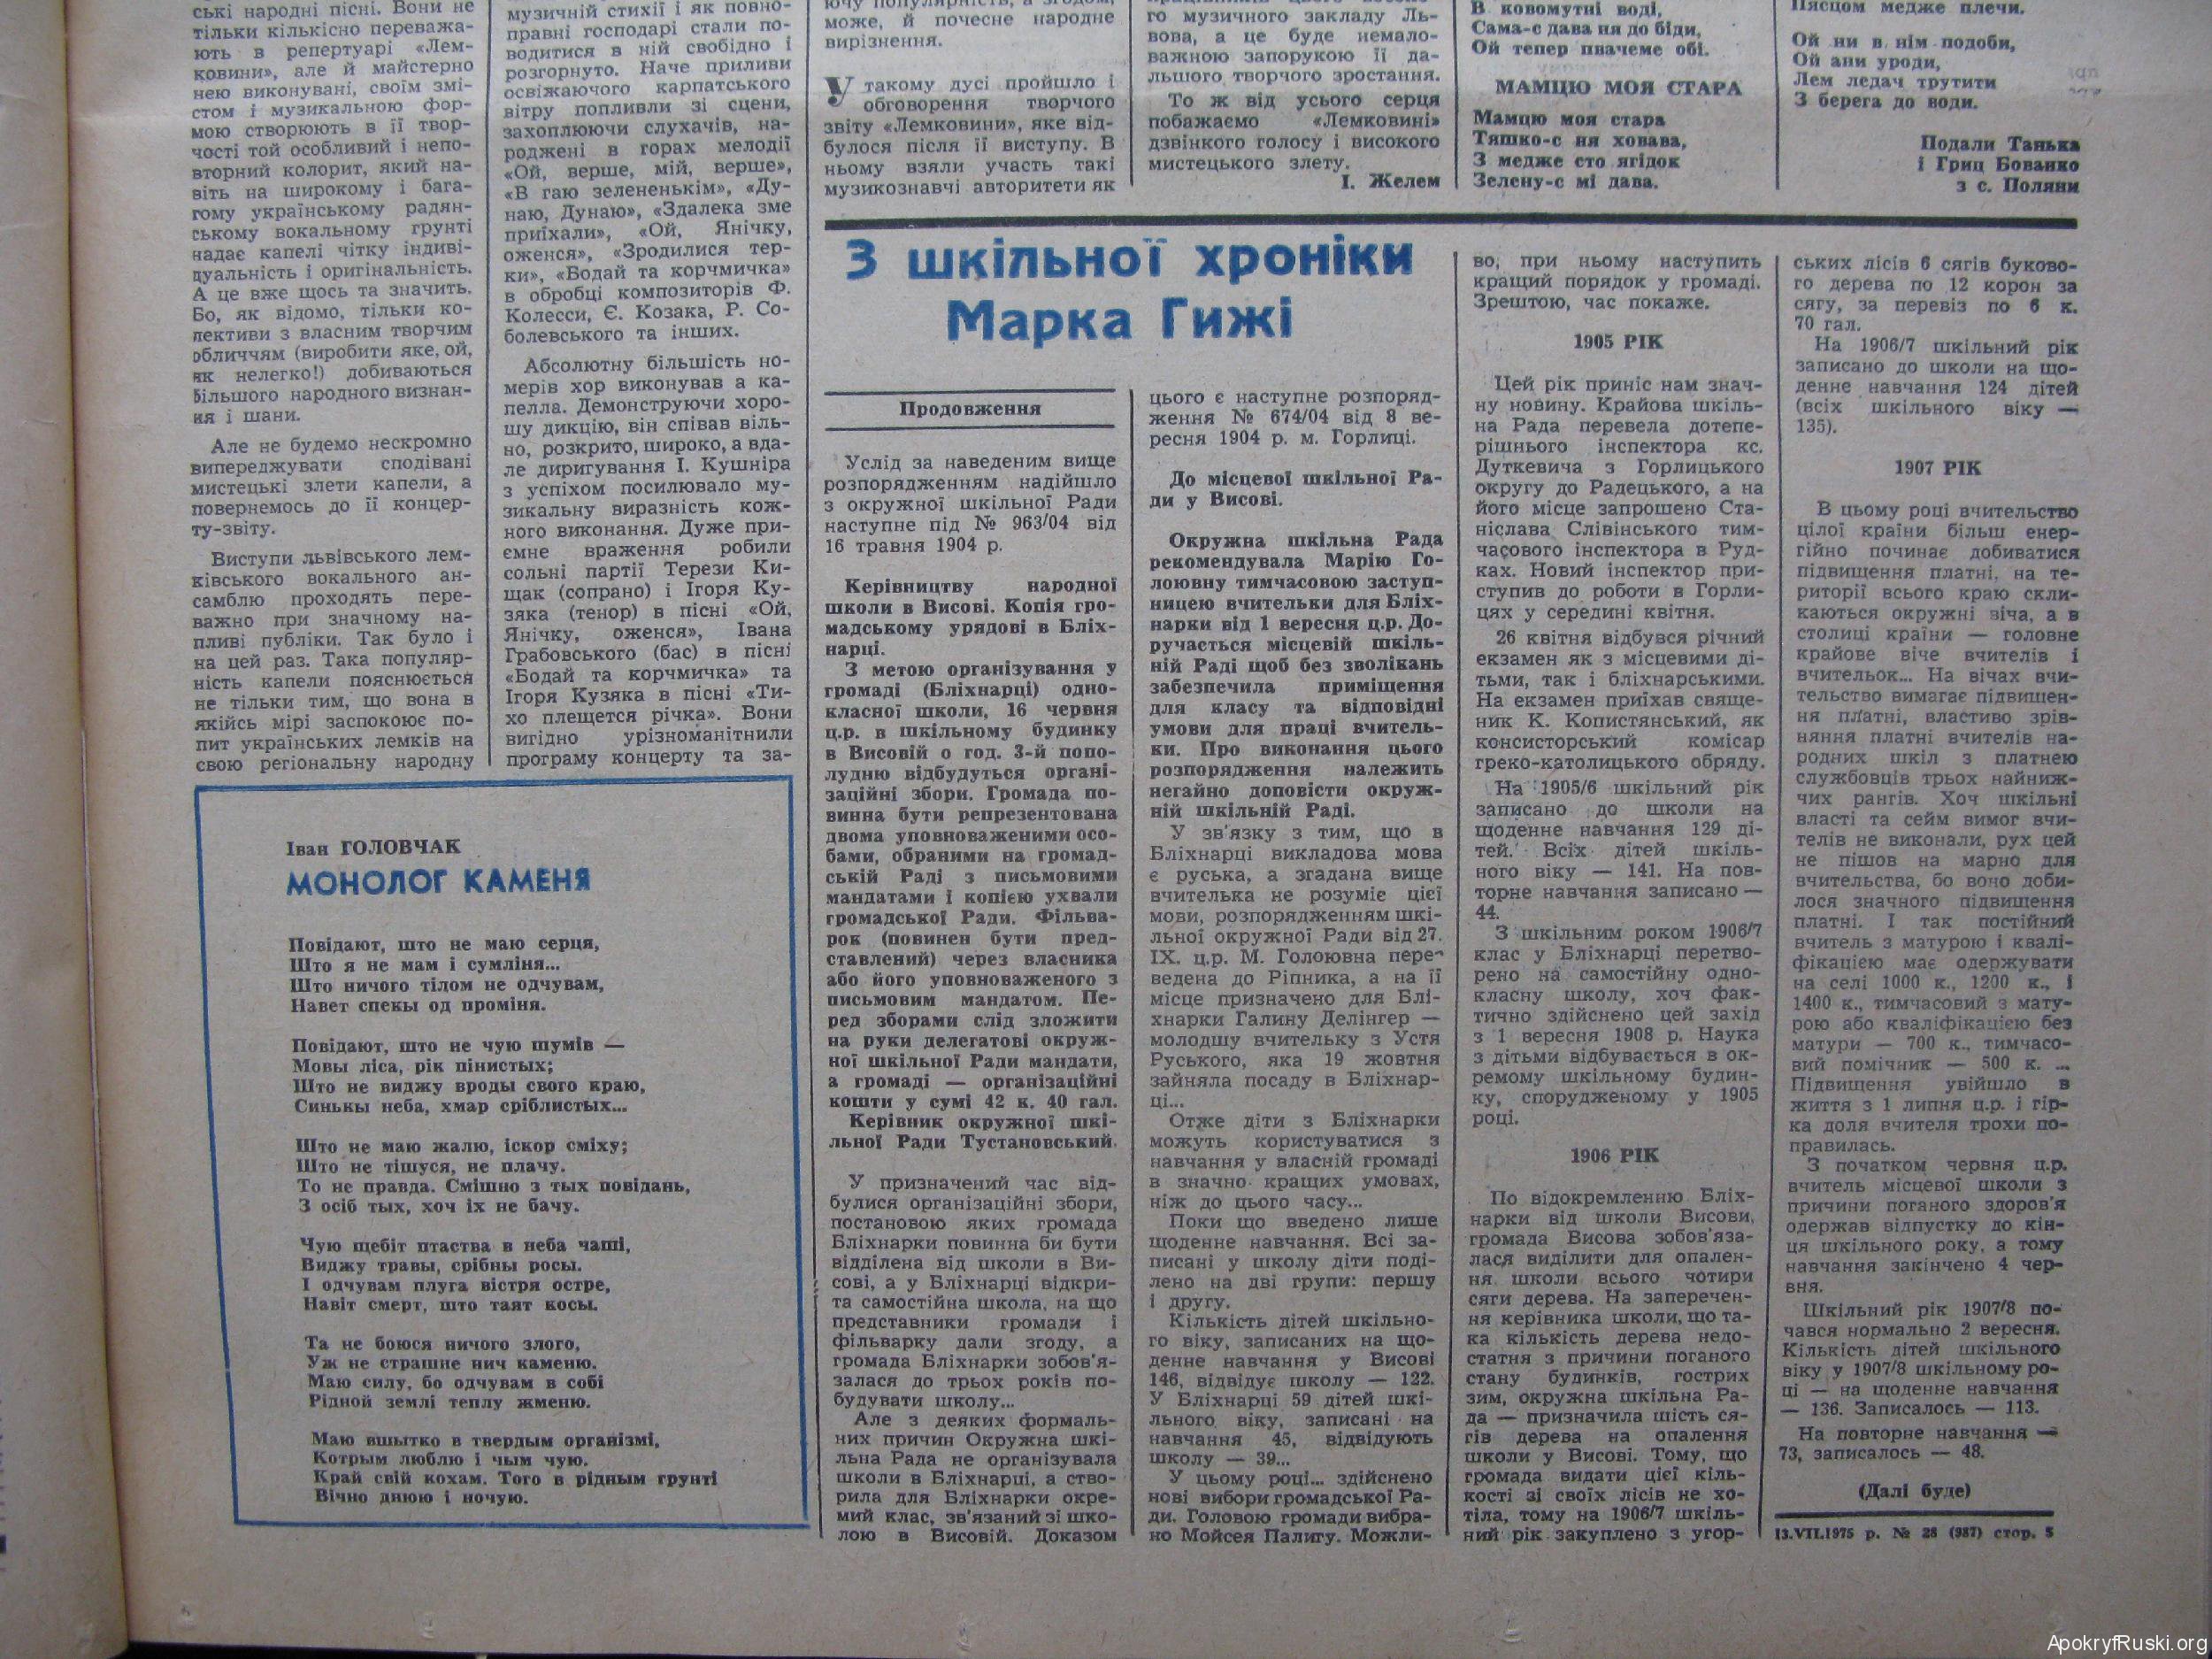 ські народні пісні. Вони не
тільки кількісно переважа-
ють в репертуарі «Лем-
ковини», але й майстерно
нею виконувані, своїм змі-
стом і музикальною фор-
мою створюють в її твор-
чості той особливий і непо-
вторний колорит, який на-
віть на широкому і бага-
тому українському радян-
ському вокальному грунті
надає капелі чітку індиві-
дуальність і оригінальність.
А це вже щось та значить.
Бо, як відомо, тільки ко-
лективи з власним творчим
обличчям (виробити яке, ой,
як нелегко!) добиваються
більшого народного визнан-
ня і шани.
Але не будемо нескромно
випереджувати сподівані
мистецькі злети капели, а
повернемось до її концер-
ту-звіту.
Виступи львівського лем-
ківського вокального ан-
самблю проходять пере-
важно при значному на-
пливі публіки. Так було і
на цей раз. Така популяр-
ність капели пояснюється
не тільки тим, що вона в
якійсь мірі заспокоює по-
пит українських лемків на
свою регіональну народну
музичній стихії і як повно-
правні господарі стали по-
водитися в ній свобідно і
розгорнуто. Наче приливи
освіжаючого карпатського
вітру попливли зі сцени,
захоплюючи слухачів, на-
роджені в горах мелодії
«Ой, верше, мій, верше»,
«В гаю зелененькім», «Ду-
наю, Дунаю», «Здалека зме
приїхали», «Ой, Янічку,
оженся», «Зродилися тер-
ки», «Бодай та корчмичка»
в обробці композиторів Ф.
Колесси, Є. Козака, Р. Со-
болевського та інших.
Абсолютну більшість но-
мерів хор виконував а ка-
пелла. Демонструючи хоро-
шу дикцію, він співав віль-
но, розкрито, широко, а вда-
ле диригування І. Кушніра
з успіхом посилювало му-
зикальну виразність кож-
ного виконання. Дуже при-
ємне враження робили
сольні партії Терези Ки-
щак (сопрано) і Ігоря Ку-
зяка (тенор) в пісні «Ой,
Янічку, оженся», Івана
Грабовського (бас) в пісні
«Бодай та корчмичка» та
Ігоря Кузяка в пісні «Ти-
хо плещется річка». Вони
вигідно урізноманітнили
програму концерту та за-
може, й почесне народне
вирізнення.
У такому дусі пройшло і
обговорення творчого
звіту «Лемковини», яке від-
булося після її виступу. В
ньому взяли участь такі
музикознавчі авторитети як
го музичного закладу Ль-
вова, а це буде немало-
важною запорукою її да-
льшого творчого зростання.
То ж від усього серця
побажаємо «Лемковині»
дзвінкого голосу і високого
мистецького злету.
І. Желем
В ковомутні воді,
Сама-с дава ня до біди,
Ой тепер пвачеме обі.
МАМЦЮ МОЯ СТАРА
Мамцю моя стара
Тяшко-с ня ховава,
З медже сто ягідок
Зелену-с мі дава.
Пясцом медже плечи.
Ой ни в нім подоби,
Ой ани уроди,
Лем ледач трутити
З берега до води.
Подали Танька
і Гриц Бованко
з с. Поляни
Іван ГОЛОВЧАК
МОНОЛОГ КАМЕНЯ
Повідают, што не маю серця,
Што я не мам і сумліня...
Што ничого тілом не одчувам,
Навет спекы од проміня.
Повідают, што не чую шумів —
Мовы ліса, рік пінистых;
Што не виджу вроды свого краю,
Синькы неба, хмар сріблистых...
Што не маю жалю, іскор сміху;
Што не тішуся, не плачу.
То не правда. Смішно з тых повідань,
З осіб тых, хоч їх не бачу.
Чую щебіт птаства в неба чаші,
Виджу травы, срібны росы.
І одчувам плуга вістря остре,
Навіт смерт, што таят косы.
Та не боюся ничого злого,
Уж не страшне нич каменю.
Маю силу, бо одчувам в собі
Рідной землі теплу жменю.
Маю вшытко в твердым організмі,
Котрым люблю і чым чую.
Край свій кохам. Того в рідным грунті
Вічно днюю і ночую.
З шкільної хроніки
Марка Гижі
Продовження
Услід за наведеним вище
розпорядженням надійшло
з окружної шкільної Ради
наступне під № 963/04 від
16 травня 1904 р.
Керівництву народної
школи в Висові. Копія гро-
мадському урядові в Бліх-
нарці.
З метою організування у
громаді (Бліхнарці) одно-
класної школи, 16 червня
ц.р. в шкільному будинку
в Висовій о год. 3-й попо-
лудню відбудуться органі-
заційні збори. Громада по-
винна бути репрезентована
двома уповноваженими осо-
бами, обраними на громад-
ській Раді з письмовими
мандатами і копією ухвали
громадської Ради. Фільва-
рок (повинен бути пред-
ставлений) через власника
або його уповноваженого з
письмовим мандатом. Пе-
ред зборами слід зложити
на руки делегатові окруж-
ної шкільної Ради мандати,
а громаді — організаційні
кошти у сумі 42 к. 40 гал.
Керівник окружної шкі-
льної Ради Тустановський.
У призначений час від-
булися організаційні збори,
постановою яких громада
Бліхнарки повинна би бути
відділена від школи в Ви-
сові, а у Бліхнарці відкри-
та самостійна школа, на що
представники громади і
фільварку дали згоду, а
громада Бліхнарки зобов'я-
залася до трьох років по-
будувати школу...
Але з деяких формаль-
них причин Окружна шкі-
льна Рада не організувала
школи в Бліхнарці, а ство-
рила для Бліхнарки окре-
мий клас, зв'язаний зі шко-
лою в Висовій. Доказом
цього є наступне розпоряд-
ження № 674/04 від 8 ве-
ресня 1904 р. м. Горлиці.
До місцевої шкільної Ра-
ди у Висові.
Окружна шкільна Рада
рекомендувала Марію Го-
лоювну тимчасовою заступ-
ницею вчительки для Бліх-
нарки від 1 вересня ц.р. До-
ручається місцевій шкіль-
ній Раді щоб без зволікань
забезпечила приміщення
для класу та відповідні
умови для праці вчитель-
ки. Про виконання цього
розпорядження належить
негайно доповісти окруж-
ній шкільній Раді.
У зв'язку з тим, що в
Бліхнарці викладова мова
є руська, а згадана вище
вчителька не розуміє цієї
мови, розпорядженням шкі-
льної окружної Ради від 27.
IX. ц.р. М. Голоювна пере-
ведена до Ріпника, а на її
місце призначено для Блі-
хнарки Галину Делінгер —
молодшу вчительку з Устя
Руського, яка 19 жовтня
зайняла посаду в Бліхнар-
ці...
Отже діти з Бліхнарки
можуть користуватися з
навчання у власній громаді
в значно кращих умовах,
ніж до цього часу...
Поки що введено лише
щоденне навчання. Всі за-
писані у школу діти поді-
лено на дві групи: першу
і другу.
Кількість дітей шкільно-
го віку, записаних на що-
денне навчання у Висові
146, відвідує школу — 122.
У Бліхнарці 59 дітей шкі-
льного віку, записані на
навчання 45, відвідують
школу — 39...
У цьому році... здійснено
нові вибори громадської Ра-
ди. Головою громади вибра-
но Мойсея Палигу. Можли-
во, при ньому наступить
кращий порядок у громаді.
Зрештою, час покаже.
1905 РІК
Цей рік приніс нам знач-
ну новину. Крайова шкіль-
на Рада перевела дотепе-
рішнього інспектора кс.
Дуткевича з Горлицького
округу до Радецького, а на
його місце запрошено Ста-
ніслава Слівінського тим-
часового інспектора в Руд-
ках. Новий інспектор при-
ступив до роботи в Горли-
цях у середині квітня.
26 квітня відбувся річний
екзамен як з місцевими ді-
тьми, так і бліхнарськими.
На екзамен приїхав свяще-
ник К. Копистянський, як
консисторський комісар
греко-католицького обряду.
На 1905/6 шкільний рік
записано до школи на
щоденне навчання 129 ді-
тей. Всіх дітей шкіль-
ного віку — 141. На пов-
торне навчання записано —
44.
З шкільним роком 1906/7
клас у Бліхнарці перетво-
рено на самостійну одно-
класну школу, хоч фак-
тично здійснено цей захід
з 1 вересня 1908 р. Наука
з дітьми відбувається в ок-
ремому шкільному будин-
ку, спорудженому у 1905
році.
1906 РІК
По відокремленню Бліх-
нарки від школи Висови,
громада Висова зобов'яза-
лася виділити для опален-
ня школи всього чотири
сяги дерева. На заперечен-
ня керівника школи, що та-
ка кількість дерева недо-
статня з причини поганого
стану будинків, гострих
зим, окружна шкільна Ра-
да — призначила шість ся-
гів дерева на опалення
школи у Висові. Тому, що
громада видати цієї кіль-
кості зі своїх лісів не хо-
тіла, тому на 1906/7 шкіль-
ний рік закуплено з угор-
ських лісів 6 сягів буково-
го дерева по 12 корон за
сягу, за перевіз по 6 к.
70 гал.
На 1906/7 шкільний рік
записано до школи на що-
денне навчання 124 дітей
(всіх шкільного віку —
135).
1907 РІК
В цьому році вчительство
цілої країни більш енер-
гійно починає добиватися
підвищення платні, на те-
риторії всього краю скли-
каються окружні віча, а в
столиці країни — головне
крайове віче вчителів і
вчительок... На вічах вчи-
тельство вимагає підвищен-
ня платні, властиво зрів-
няння платні вчителів на-
родних шкіл з платнею
службовців трьох найниж-
чих рангів. Хоч шкільні
власті та сейм вимог вчи-
телів не виконали, рух цей
не пішов на марно для
вчительства, бо воно доби-
лося значного підвищення
платні. І так постійний
вчитель з матурою і квалі-
фікацією має одержувати
на селі 1000 к., 1200 к., і
1400 к., тимчасовий з мату-
рою або кваліфікацією без
матури — 700 к., тимчасо-
вий помічник — 500 к. ...
Підвищення увійшло в
життя з 1 липня ц.р. і гір-
ка доля вчителя трохи по-
правилась.
З початком червня ц.р.
вчитель місцевої школи з
причини поганого здоров'я
одержав відпустку до кін-
ця шкільного року, а тому
навчання закінчено 4 чер-
вня.
Шкільний рік 1907/8 по-
чався нормально 2 вересня.
Кількість дітей шкільного
віку у 1907/8 шкільному ро-
ці — на щоденне навчання
— 136. Записалось — 113.
На повторне навчання —
73, записалось — 48.
(Далі буде)
13.VII.1975 р. № 28 (987) стор. 5
ApokryfRuski.org